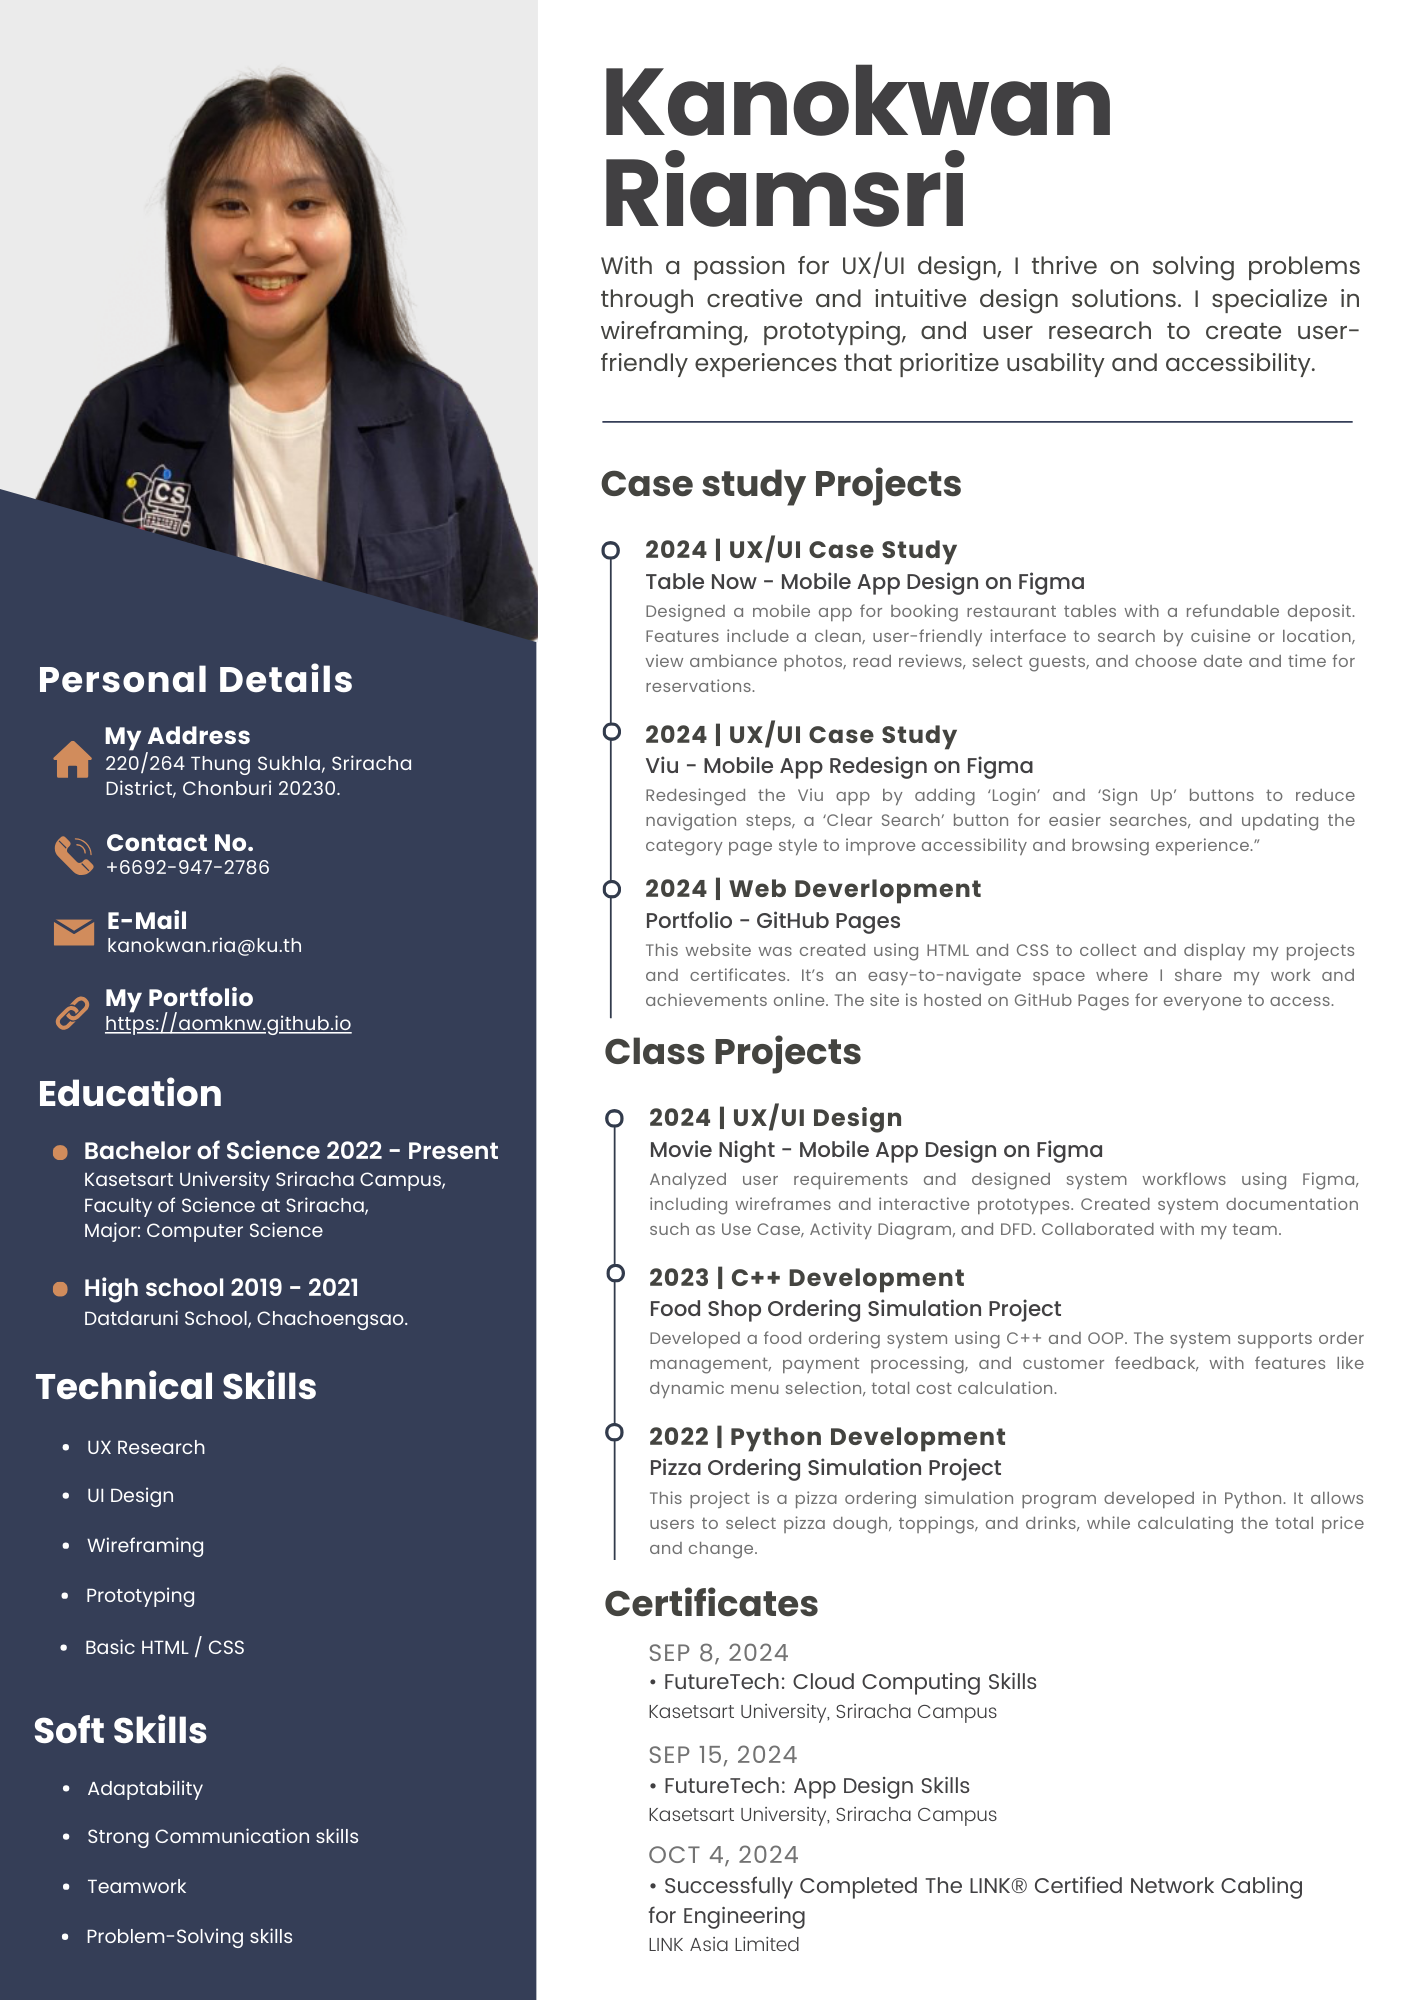 Kanokwan
Riamsri
With a passion for UX/UI design, I thrive on solving problems
through creative and intuitive design solutions. I specialize in
wireframing, prototyping, and user research to create user-
friendly experiences that prioritize usability and accessibility.
CS
Personal Details
My Address
220/264 Thung Sukhla, Sriracha
District, Chonburi 20230.
Contact No.
+6692-947-2786
E-Mail
kanokwan.ria@ku.th
My Portfolio
https://aomknw.github.io
Education
Bachelor of Science 2022 - Present
Kasetsart University Sriracha Campus,
Faculty of Science at Sriracha,
Major: Computer Science
High school 2019 - 2021
Datdaruni School, Chachoengsao.
Technical Skills
• UX Research
• UI Design
• Wireframing
• Prototyping
• Basic HTML / CSS
Soft Skills
• Adaptability
• Strong Communication skills
• Teamwork
• Problem-Solving skills
Case study Projects
2024 | UX/UI Case Study
Table Now - Mobile App Design on Figma
Designed a mobile app for booking restaurant tables with a refundable deposit.
Features include a clean, user-friendly interface to search by cuisine or location,
view ambiance photos, read reviews, select guests, and choose date and time for
reservations.
2024 | UX/UI Case Study
Viu - Mobile App Redesign on Figma
Redesinged the Viu app by adding ‘Login’ and ‘Sign Up’ buttons to reduce
navigation steps, a ‘Clear Search’ button for easier searches, and updating the
category page style to improve accessibility and browsing experience.”
2024 | Web Deverlopment
Portfolio - GitHub Pages
This website was created using HTML and CSS to collect and display my projects
and certificates. It’s an easy-to-navigate space where I share my work and
achievements online. The site is hosted on GitHub Pages for everyone to access.
Class Projects
2024 | UX/UI Design
Movie Night - Mobile App Design on Figma
Analyzed user requirements and designed system workflows using Figma,
including wireframes and interactive prototypes. Created system documentation
such as Use Case, Activity Diagram, and DFD. Collaborated with my team.
2023 | C++ Development
Food Shop Ordering Simulation Project
Developed a food ordering system using C++ and OOP. The system supports order
management, payment processing, and customer feedback, with features like
dynamic menu selection, total cost calculation.
2022 | Python Development
Pizza Ordering Simulation Project
This project is a pizza ordering simulation program developed in Python. It allows
users to select pizza dough, toppings, and drinks, while calculating the total price
and change.
Certificates
SEP 8, 2024
• FutureTech: Cloud Computing Skills
Kasetsart University, Sriracha Campus
SEP 15, 2024
• FutureTech: App Design Skills
Kasetsart University, Sriracha Campus
OCT 4, 2024
• Successfully Completed The LINK® Certified Network Cabling
for Engineering
LINK Asia Limited